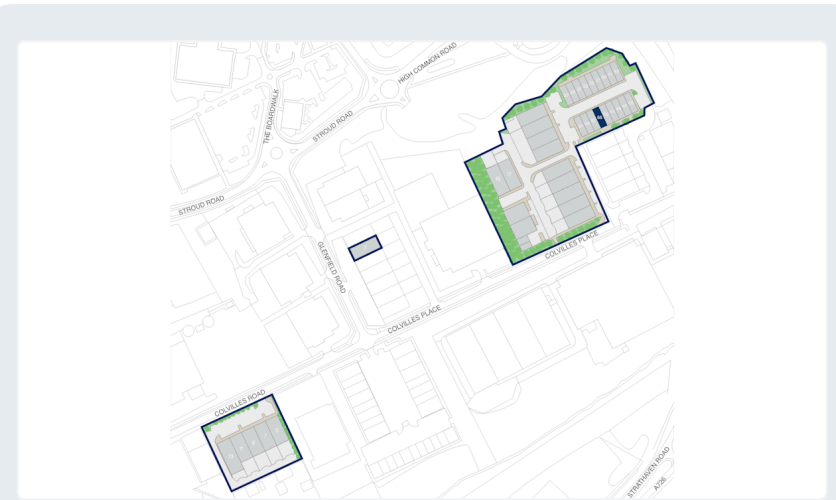 HIGH COMMON ROAD
THE BOARDWALK
STROUD ROAD
STROUD ROAD
GLENFIELD ROAD
COLVILLES PLACE
COLVILLES PLACE
COLVILLES ROAD
STRATHAVEN ROAD
A726